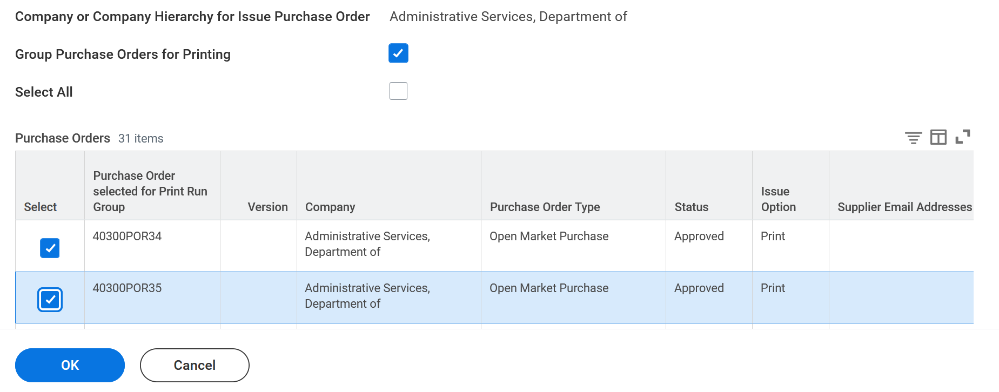 Company or Company Hierarchy for Issue Purchase Order Administrative Services, Department of
Group Purchase Orders for Printing
Select All
Purchase Orders 31 items
Select
Purchase Order
selected for Print Run
Group
Version
Company
Purchase Order Type
Status
Issue
Option
Supplier Email Addresses
40300POR34
Administrative Services,
Department of
Open Market Purchase
Approved
Print
40300POR35
Administrative Services,
Department of
Open Market Purchase
Approved
Print
OK
Cancel